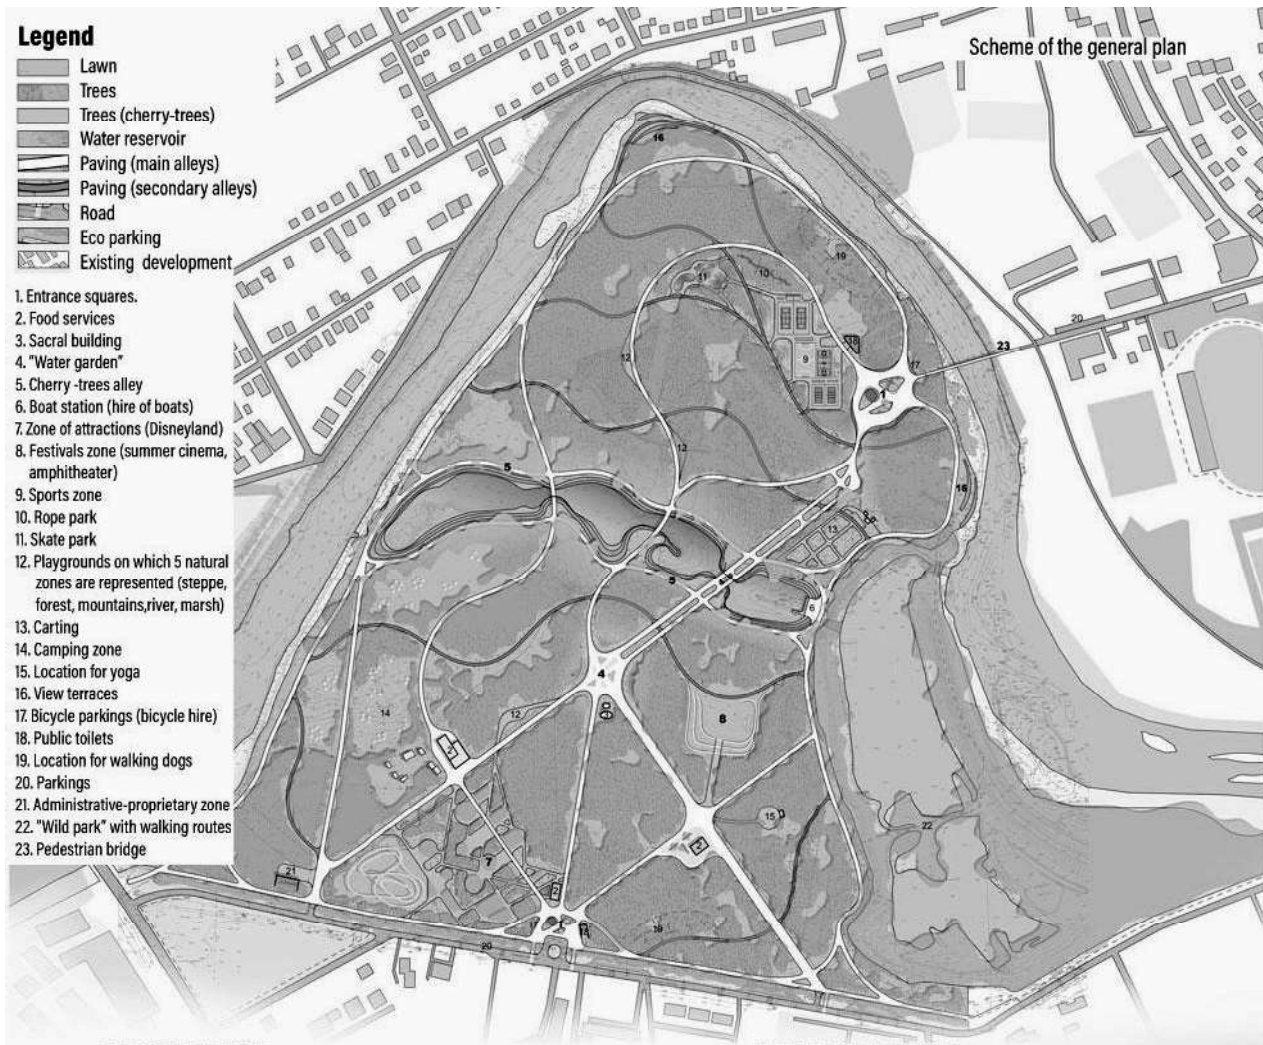 Legend
Scheme of the general plan
Lawn
Trees
Trees (cherry-trees)
Water reservoir
Paving (main alleys)
Paving (secondary alleys)
Road
Eco parking
Existing development
1. Entrance squares.
2. Food services
3. Sacral building
4. "Water garden"
5. Cherry -trees alley
6. Boat station (hire of boats)
7. Zone of attractions (Disneyland)
8. Festivals zone (summer cinema,
amphitheater)
9. Sports zone
10. Rope park
11. Skate park
12. Playgrounds on which 5 natural
zones are represented (steppe,
forest, mountains,river, marsh)
13. Carting
14. Camping zone
15. Location for yoga
16. View terraces
17. Bicycle parkings (bicycle hire)
18. Public toilets
19. Location for walking dogs
20. Parkings
21. Administrative-proprietary zone
22. "Wild park" with walking routes
23. Pedestrian bridge
16
19
11
10
20
23
18
9
12
17
1
12
5
16
13
5
6
4
14
12
8
2
15
22
2
7
21
2
17
19
20